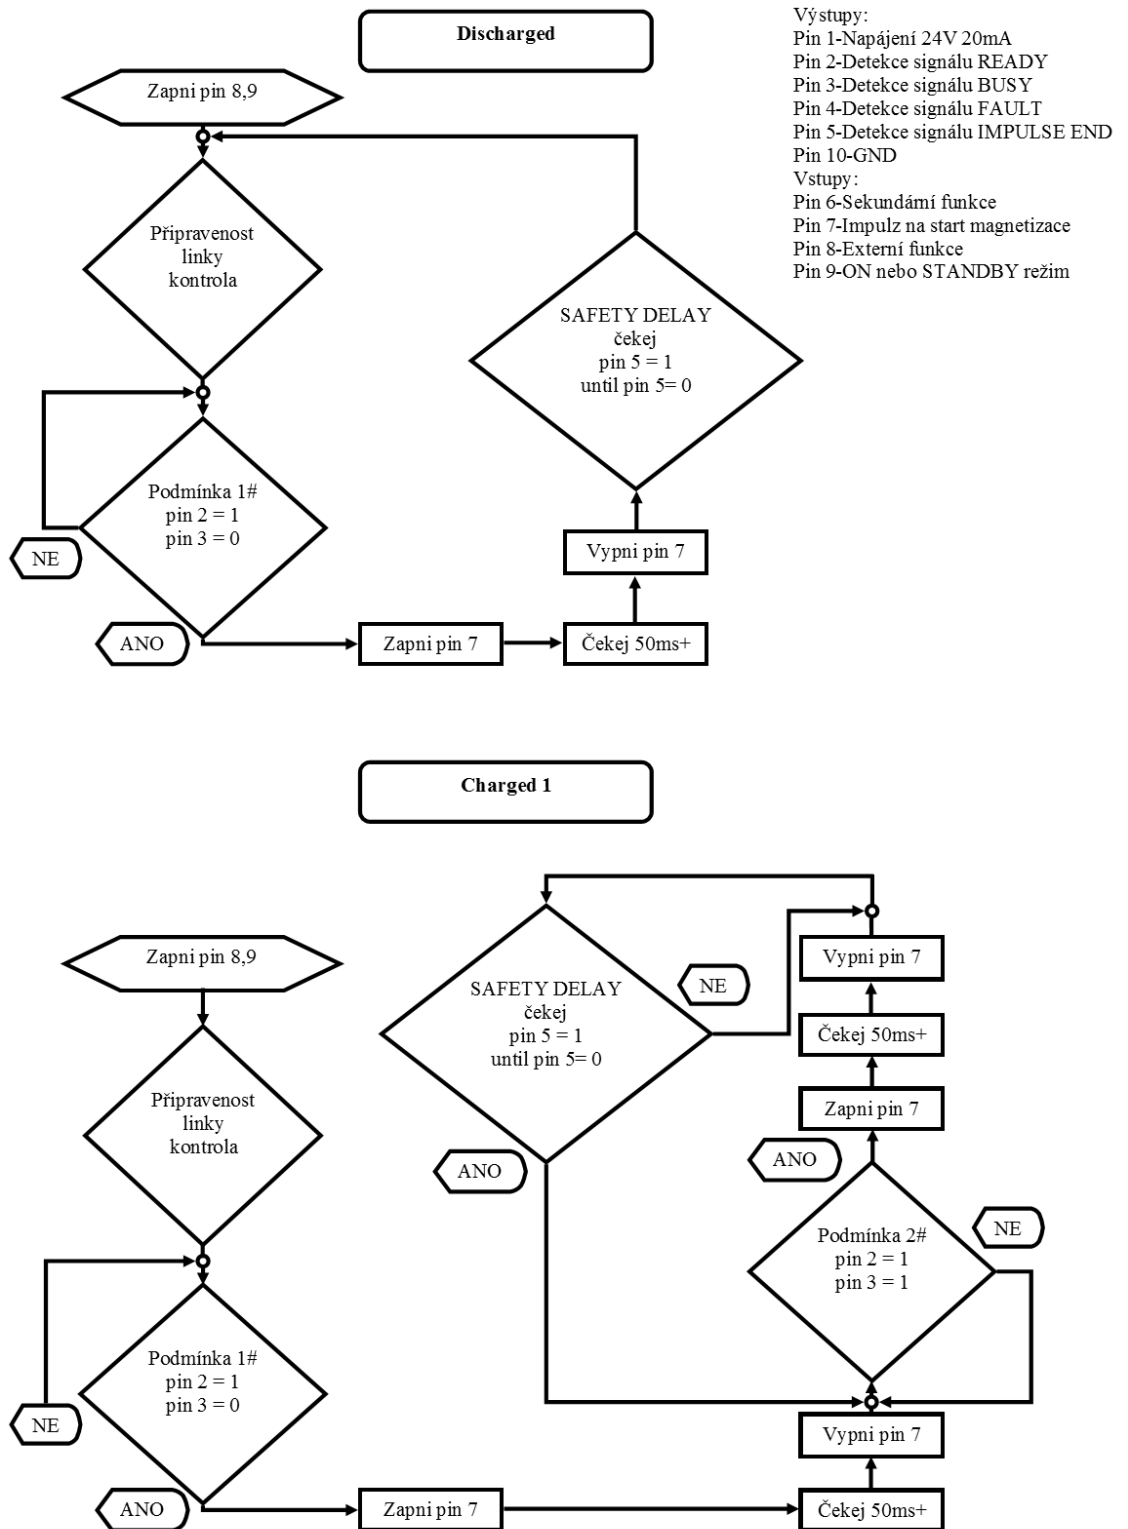 Discharged
Výstupy:
Pin 1-Napájení 24V 20mA
Pin 2-Detekce signálu READY
Pin 3-Detekce signálu BUSY
Pin 4-Detekce signálu FAULT
Pin 5-Detekce signálu IMPULSE END
Pin 10-GND
Vstupy:
Pin 6-Sekundární funkce
Pin 7-Impulz na start magnetizace
Pin 8-Externí funkce
Pin 9-ON nebo STANDBY režim
Zapni pin 8,9
Připravenost
linky
kontrola
SAFETY DELAY
čekej
pin 5 = 1
until pin 5= 0
Podmínka 1#
pin 2 = 1
pin 3 = 0
NE
Vypni pin 7
ANO
Zapni pin 7
Čekej 50ms+
Charged 1
Zapni pin 8,9
Vypni pin 7
NE
SAFETY DELAY
čekej
pin 5 = 1
until pin 5= 0
Čekej 50ms+
Připravenost
linky
kontrola
Zapni pin 7
ANO
ANO
NE
Podmínka 2#
pin 2 = 1
pin 3 = 1
Podmínka 1#
pin 2 = 1
pin 3 = 0
NE
Vypni pin 7
ANO
Zapni pin 7
Čekej 50ms+